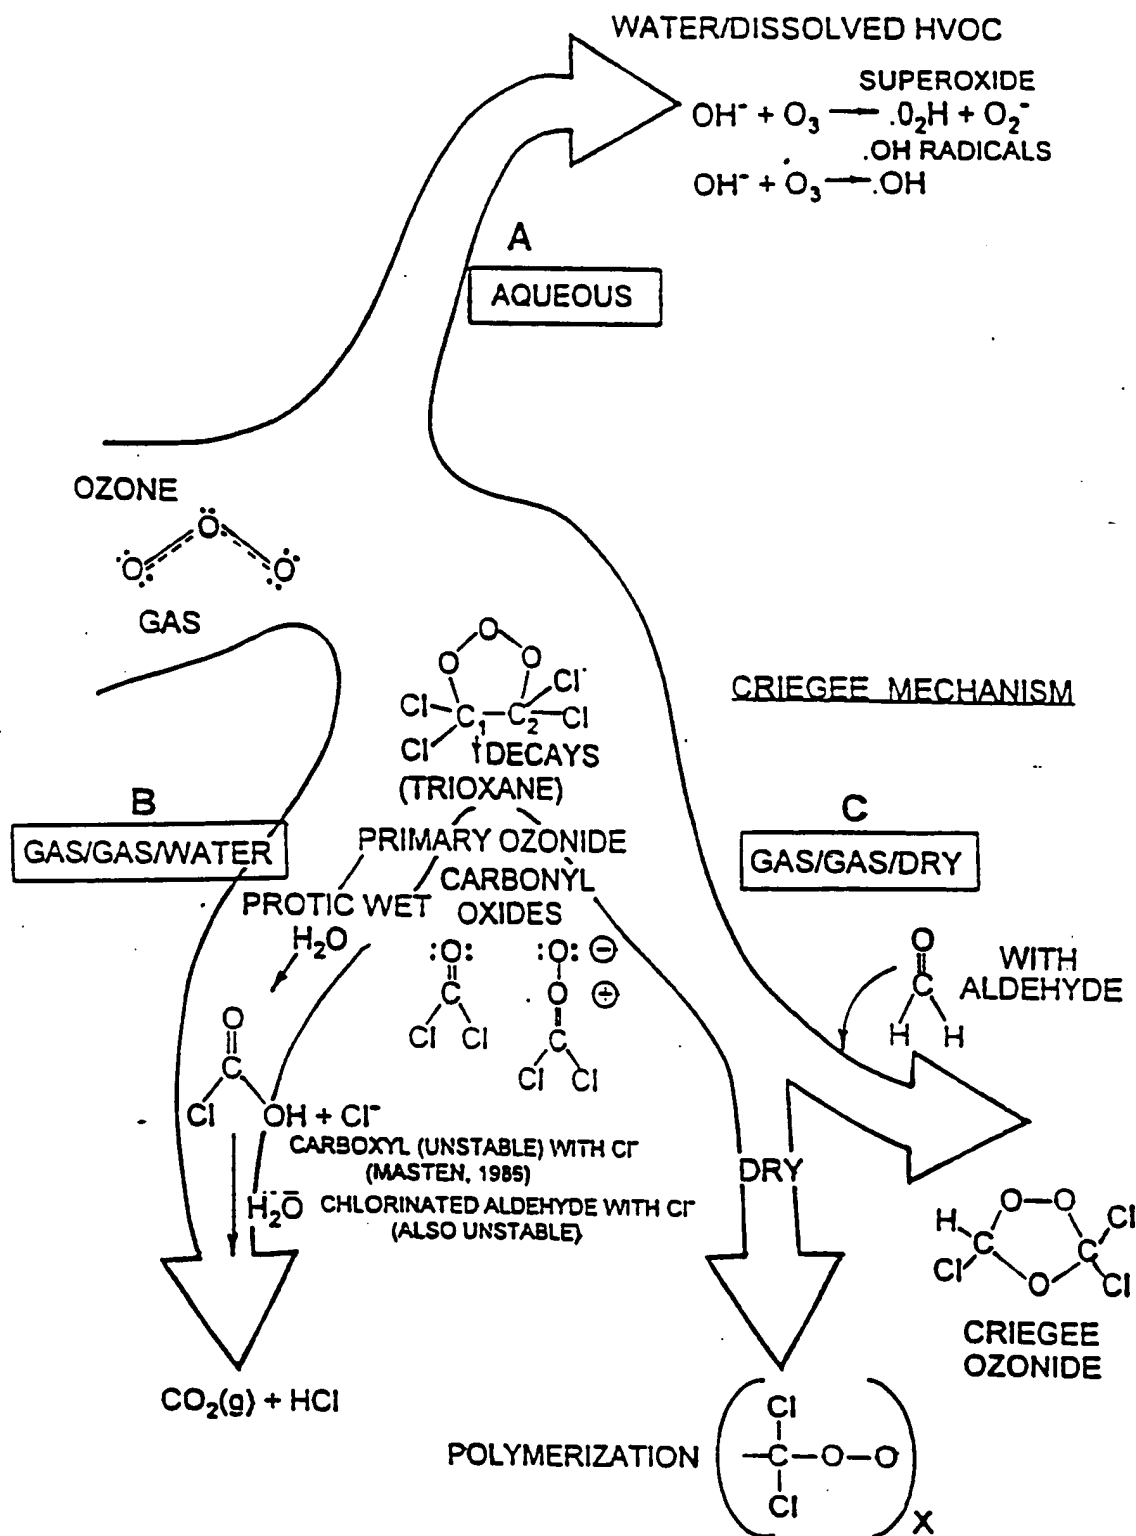 WATER/DISSOLVED HVOC
SUPEROXIDE
OH⁻ + O₃ → .O₂H + O₂⁻
.OH RADICALS
OH⁻ + O₃ → .OH
A
AQUEOUS
OZONE
O
O O
GAS
O
O O
Cl
Cl C₁ C₂ Cl
Cl † DECAYS
(TRIOXANE)
CRIEGEE MECHANISM
B
GAS/GAS/WATER
C
GAS/GAS/DRY
PRIMARY OZONIDE
PROTIC WET
CARBONYL
OXIDES
H₂O
:O: :O: ⊖
C O ⊕
Cl Cl C
Cl Cl
O
C
H H
WITH
ALDEHYDE
O
C
Cl OH + Cl⁻
CARBOXYL (UNSTABLE) WITH Cl⁻
(MASTEN, 1986)
H₂O CHLORINATED ALDEHYDE WITH Cl⁻
(ALSO UNSTABLE)
DRY
O—O
H C C Cl
Cl O Cl
CRIEGEE
OZONIDE
CO₂(g) + HCl
POLYMERIZATION
Cl
—C—O—O
Cl
X